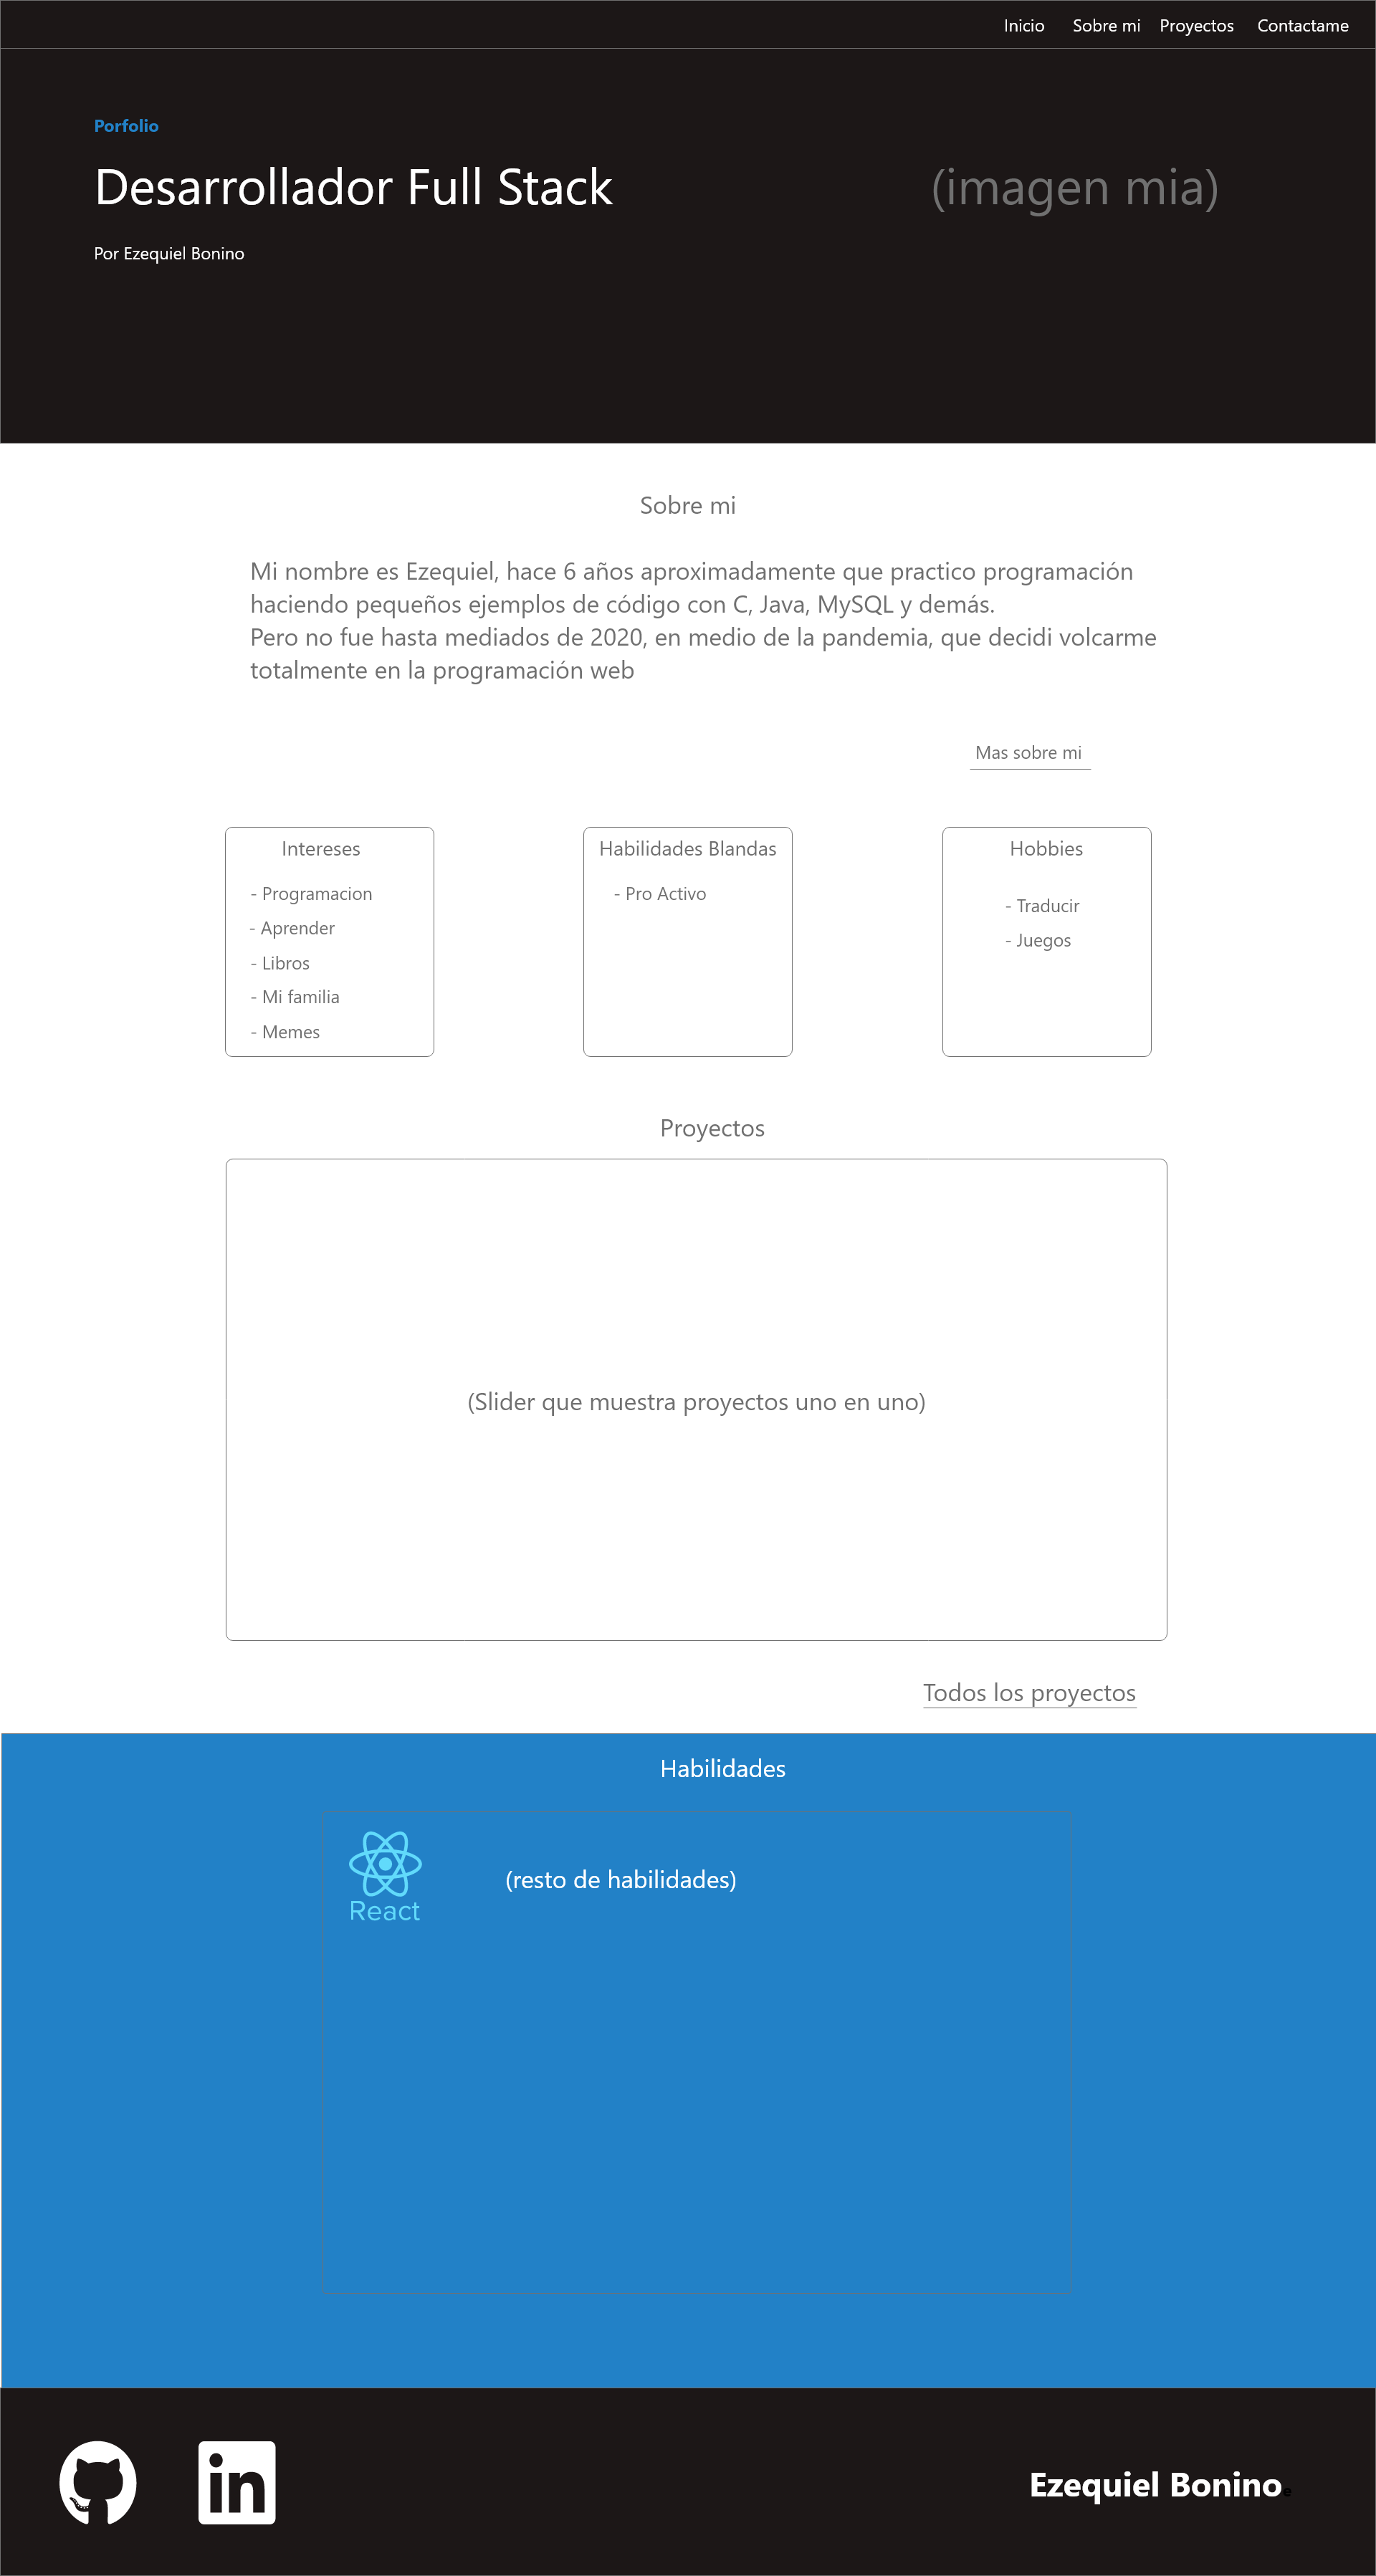 Inicio Sobre mi Proyectos Contactame
Porfolio
Desarrollador Full Stack
(imagen mia)
Por Ezequiel Bonino
Sobre mi
Mi nombre es Ezequiel, hace 6 años aproximadamente que practico programación
haciendo pequeños ejemplos de código con C, Java, MySQL y demás.
Pero no fue hasta mediados de 2020, en medio de la pandemia, que decidi volcarme
totalmente en la programación web
Mas sobre mi
Intereses
- Programacion
- Aprender
- Libros
- Mi familia
- Memes
Habilidades Blandas
- Pro Activo
Hobbies
- Traducir
- Juegos
Proyectos
(Slider que muestra proyectos uno en uno)
Todos los proyectos
Habilidades
React
(resto de habilidades)
in
Ezequiel Bonino